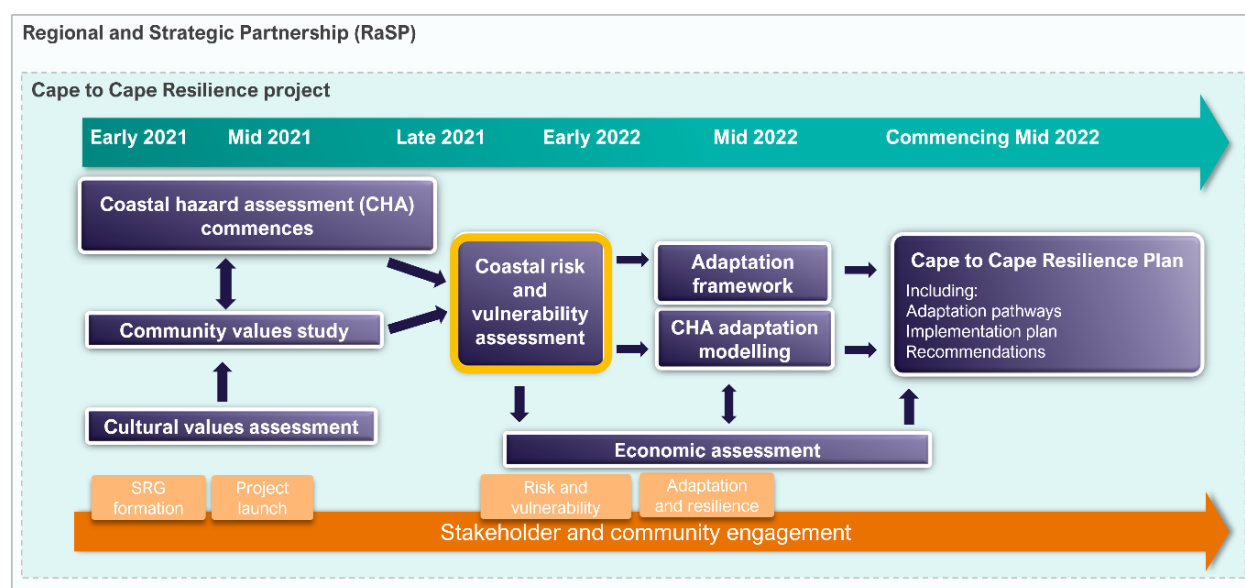 Regional and Strategic Partnership (RaSP)
Cape to Cape Resilience project
Early 2021
Mid 2021
Late 2021
Early 2022
Mid 2022
Commencing Mid 2022
Coastal hazard assessment (CHA)
commences
Community values study
Cultural values assessment
Coastal risk
and
vulnerability
assessment
Adaptation
framework
CHA adaptation
modelling
Cape to Cape Resilience Plan
Including:
Adaptation pathways
Implementation plan
Recommendations
Economic assessment
SRG
formation
Project
launch
Risk and
vulnerability
Adaptation
and resilience
Stakeholder and community engagement